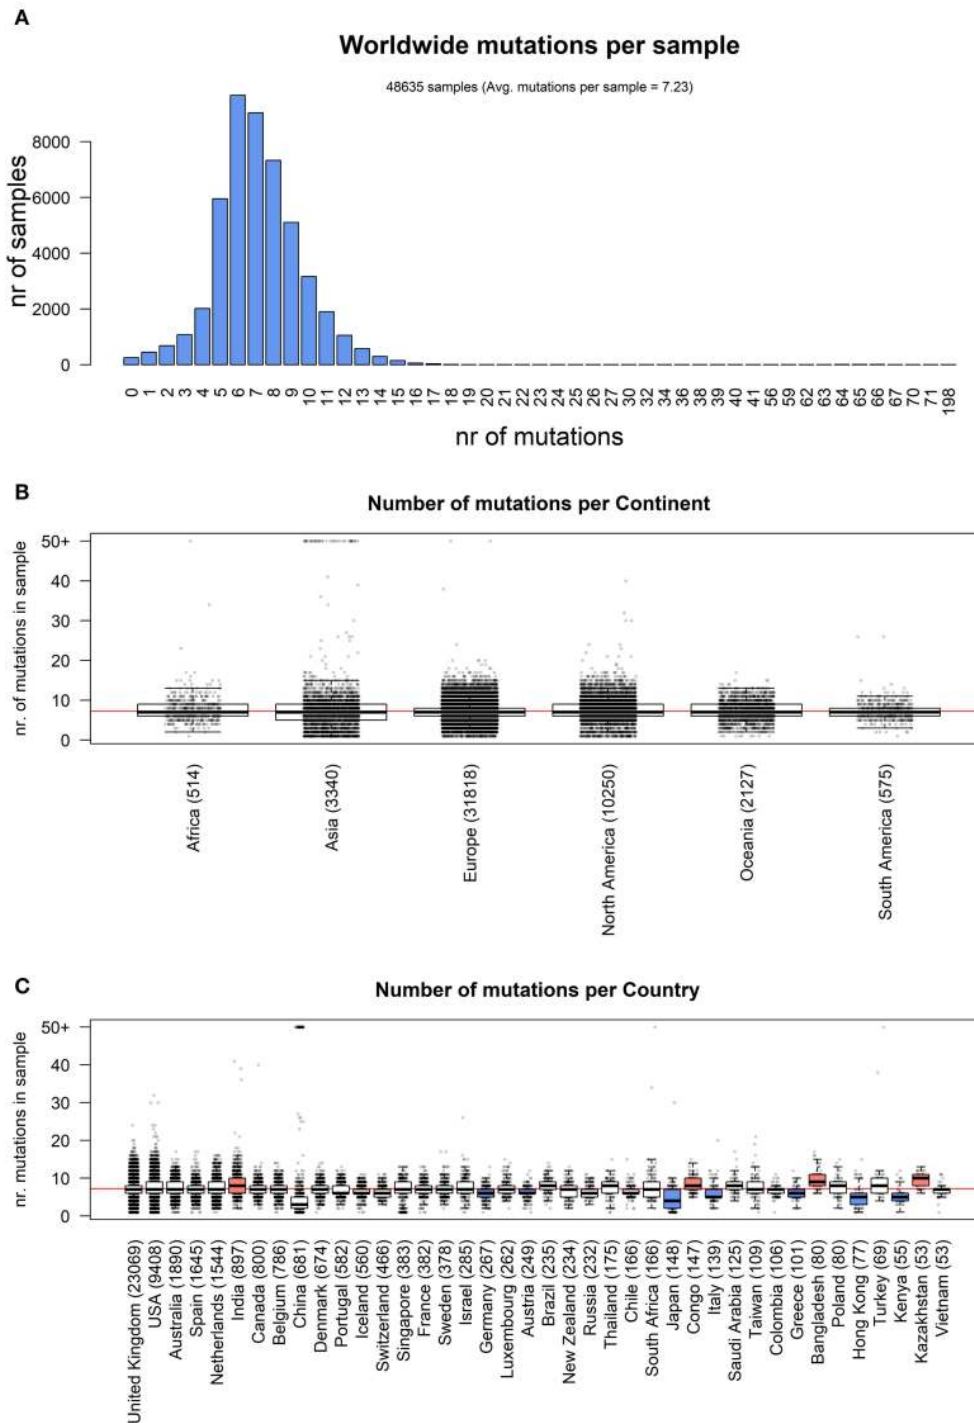 A
Worldwide mutations per sample
48635 samples (Avg. mutations per sample = 7.23)
nr of samples
8000
6000
4000
2000
0
0 1 2 3 4 5 6 7 8 9 10 11 12 13 14 15 16 17 18 19 20 21 22 23 24 25 26 27 30 32 34 36 38 39 40 41 56 59 62 63 64 65 66 67 70 71 198
nr of mutations
B
Number of mutations per Continent
nr. of mutations in sample
50+
40
30
20
10
0
Africa (514)
Asia (3340)
Europe (31818)
North America (10250)
Oceania (2127)
South America (575)
C
Number of mutations per Country
nr. mutations in sample
50+
40
30
20
10
0
United Kingdom (23069)
USA (9408)
Australia (1890)
Spain (1645)
Netherlands (1544)
India (897)
Canada (800)
Belgium (786)
China (681)
Denmark (674)
Portugal (582)
Iceland (560)
Switzerland (466)
Singapore (383)
France (382)
Sweden (378)
Israel (285)
Germany (267)
Luxembourg (262)
Austria (249)
Brazil (235)
New Zealand (234)
Russia (232)
Thailand (175)
Chile (166)
South Africa (166)
Japan (148)
Congo (147)
Italy (139)
Saudi Arabia (125)
Taiwan (109)
Colombia (106)
Greece (101)
Bangladesh (80)
Poland (80)
Hong Kong (77)
Turkey (69)
Kenya (55)
Kazakhstan (53)
Vietnam (53)